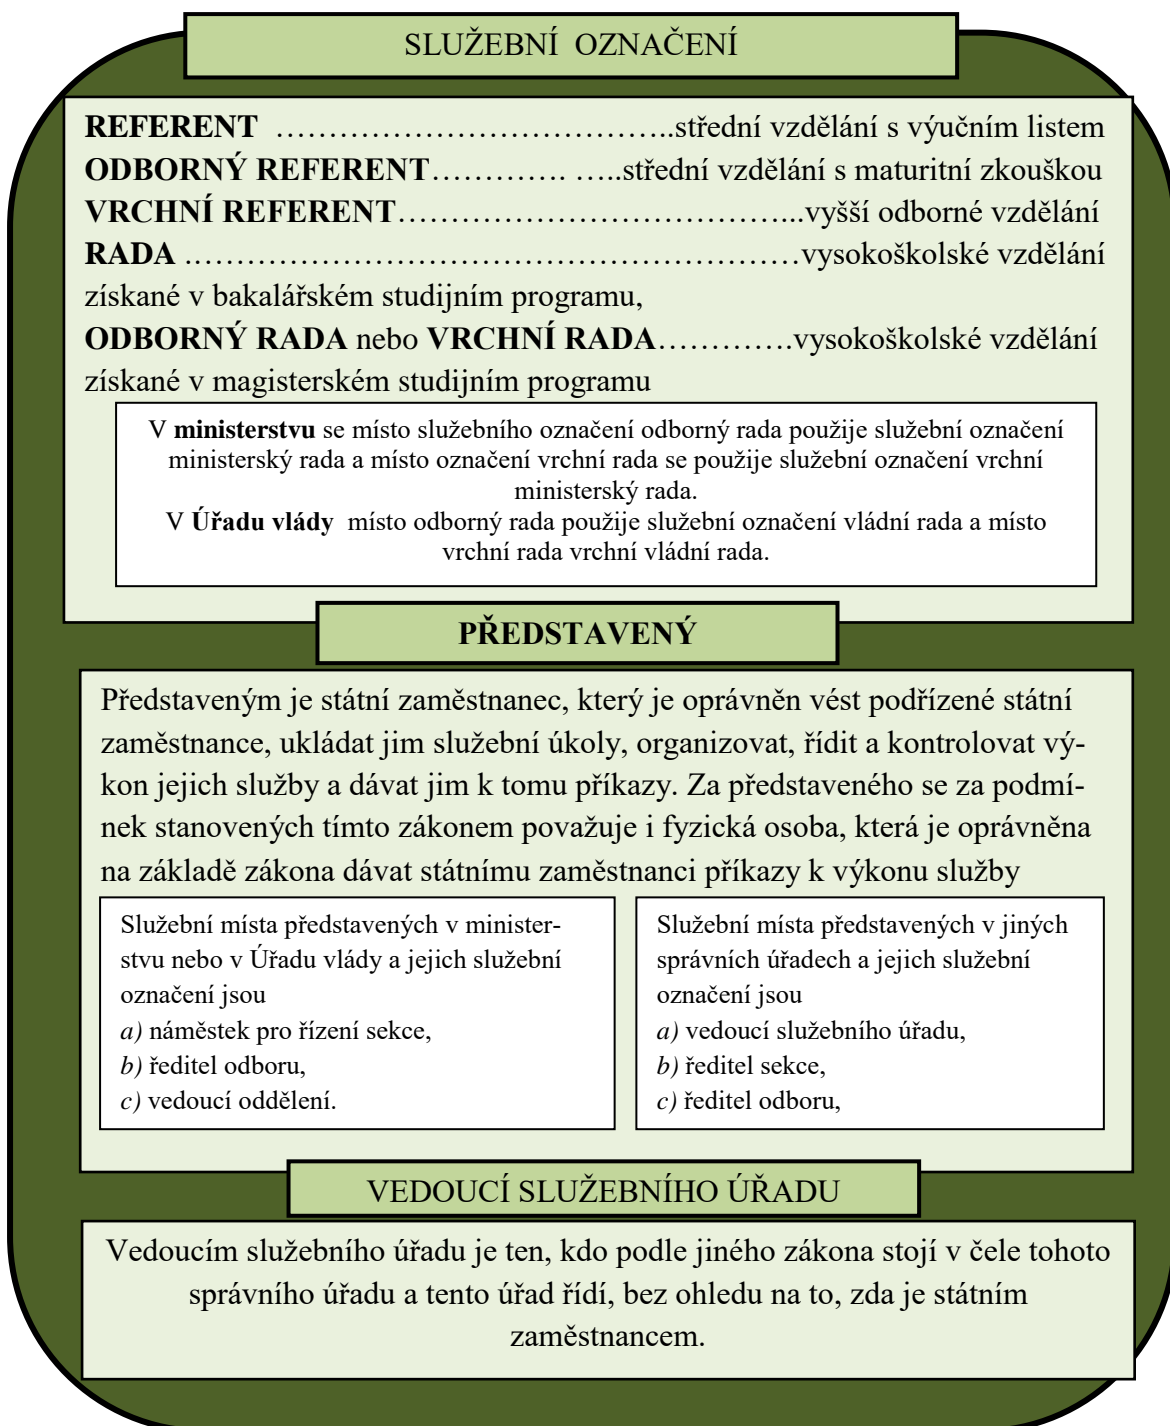 SLUŽEBNÍ  OZNAČENÍ
REFERENT ………………………………..střední vzdělání s výučním listem
ODBORNÝ REFERENT…………. …..střední vzdělání s maturitní zkouškou
VRCHNÍ REFERENT………………………………...vyšší odborné vzdělání
RADA .…………………………………………………vysokoškolské vzdělání
získané v bakalářském studijním programu,
ODBORNÝ RADA nebo VRCHNÍ RADA………….vysokoškolské vzdělání
získané v magisterském studijním programu
V ministerstvu se místo služebního označení odborný rada použije služební označení
ministerský rada a místo označení vrchní rada se použije služební označení vrchní
ministerský rada.
V Úřadu vlády  místo odborný rada použije služební označení vládní rada a místo
vrchní rada vrchní vládní rada.
PŘEDSTAVENÝ
Představeným je státní zaměstnanec, který je oprávněn vést podřízené státní
zaměstnance, ukládat jim služební úkoly, organizovat, řídit a kontrolovat vý-
kon jejich služby a dávat jim k tomu příkazy. Za představeného se za podmí-
nek stanovených tímto zákonem považuje i fyzická osoba, která je oprávněna
na základě zákona dávat státnímu zaměstnanci příkazy k výkonu služby
Služební místa představených v minister-
stvu nebo v Úřadu vlády a jejich služební
označení jsou
a) náměstek pro řízení sekce,
b) ředitel odboru,
c) vedoucí oddělení.
Služební místa představených v jiných
správních úřadech a jejich služební
označení jsou
a) vedoucí služebního úřadu,
b) ředitel sekce,
c) ředitel odboru,
VEDOUCÍ SLUŽEBNÍHO ÚŘADU
Vedoucím služebního úřadu je ten, kdo podle jiného zákona stojí v čele tohoto
správního úřadu a tento úřad řídí, bez ohledu na to, zda je státním
zaměstnancem.